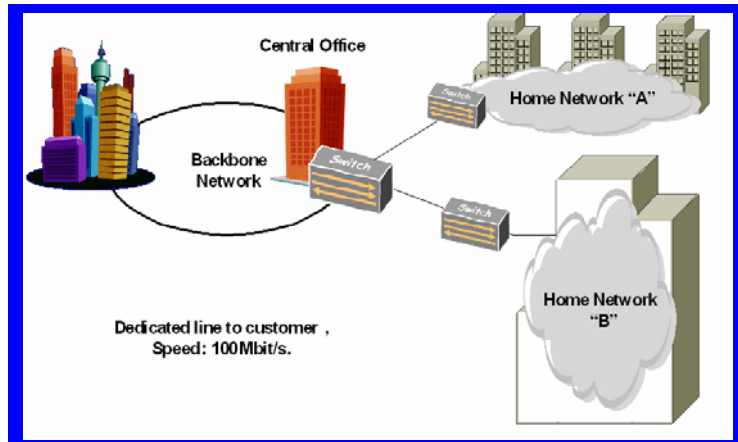 Central Office
Home Network “A”
Switch
Backbone
Network
Switch
Switch
Home Network
“B”
Dedicated line to customer ,
Speed: 100Mbit/s.